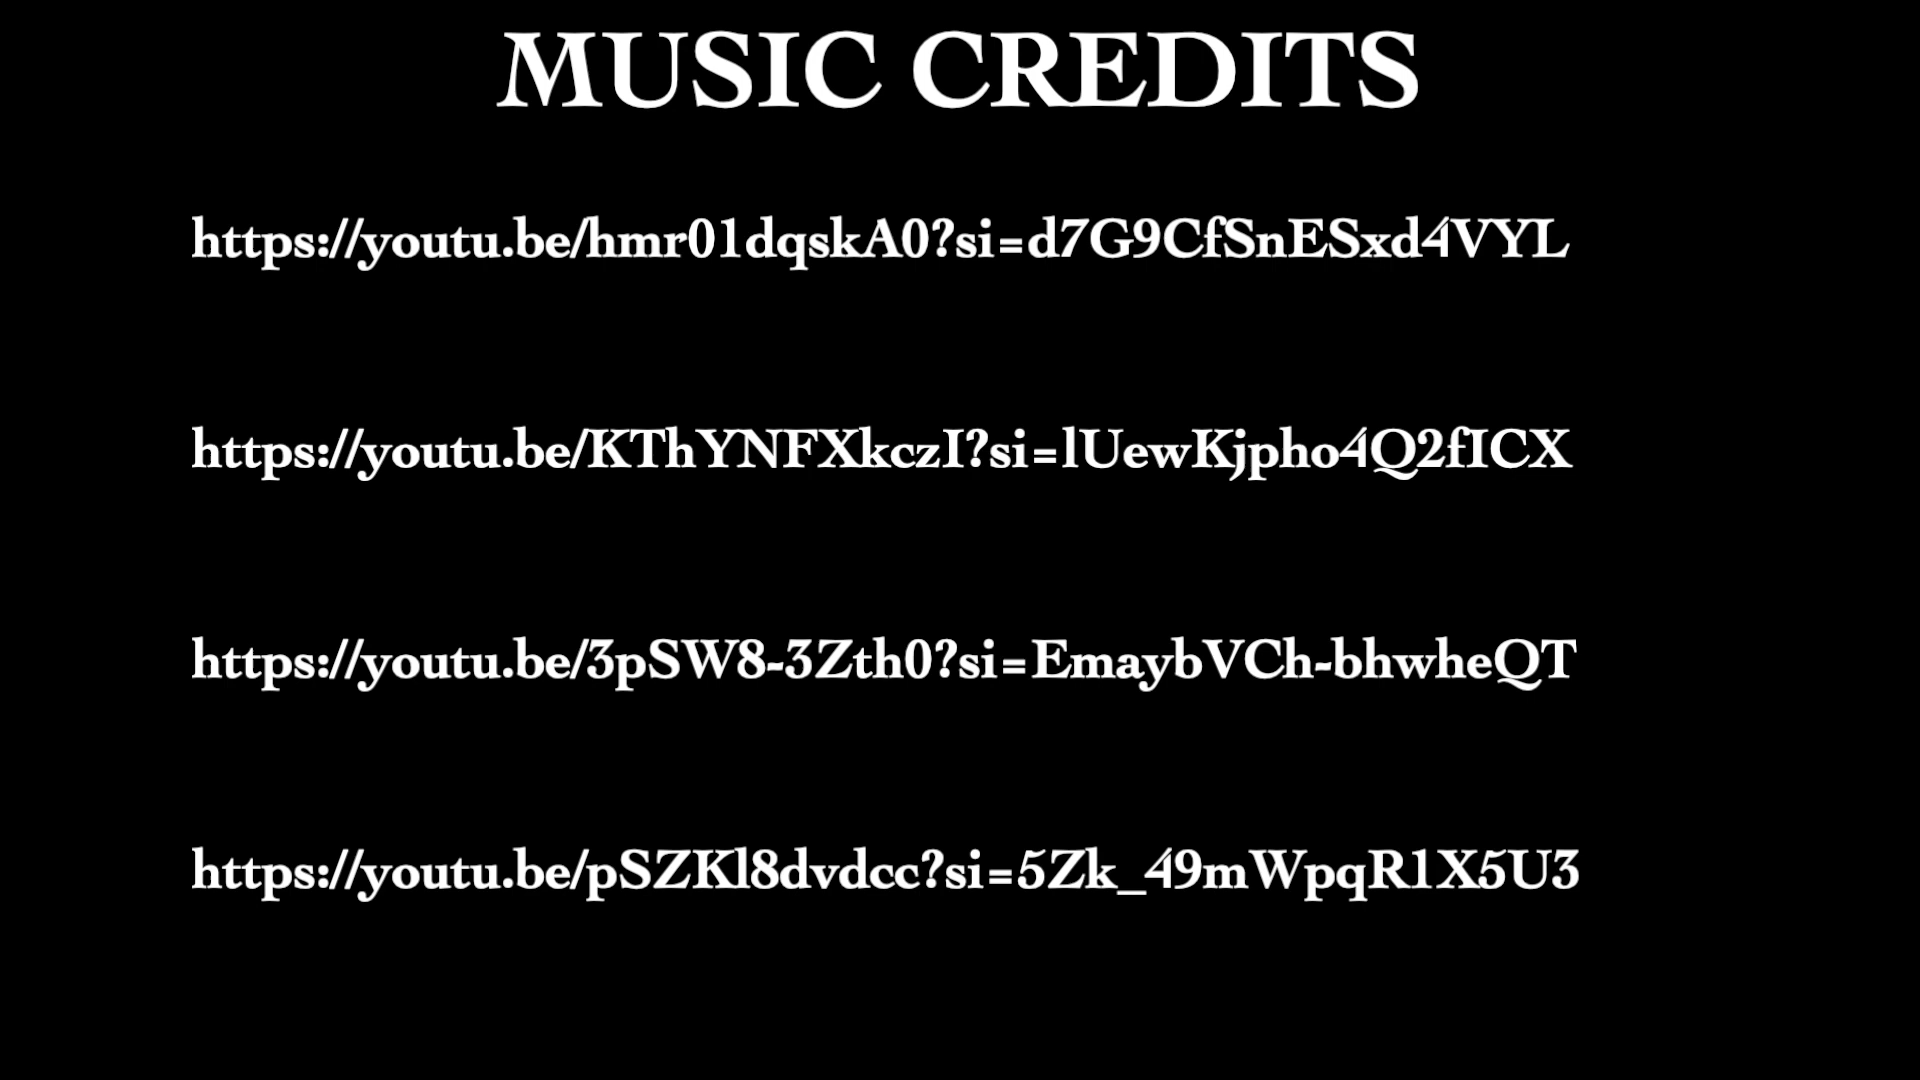 MUSIC CREDITS
https://youtu.be/hmr01dqskA0?si=d7G9CfSnESxd4VYL
https://youtu.be/KThYNFXkczI?si=lUewKjpho4Q2fICX
https://youtu.be/3pSW8-3Zth0?si=EmaybVCh-bhwheQT
https://youtu.be/pSZKl8dvdcc?si=5Zk_49mWpqR1X5U3